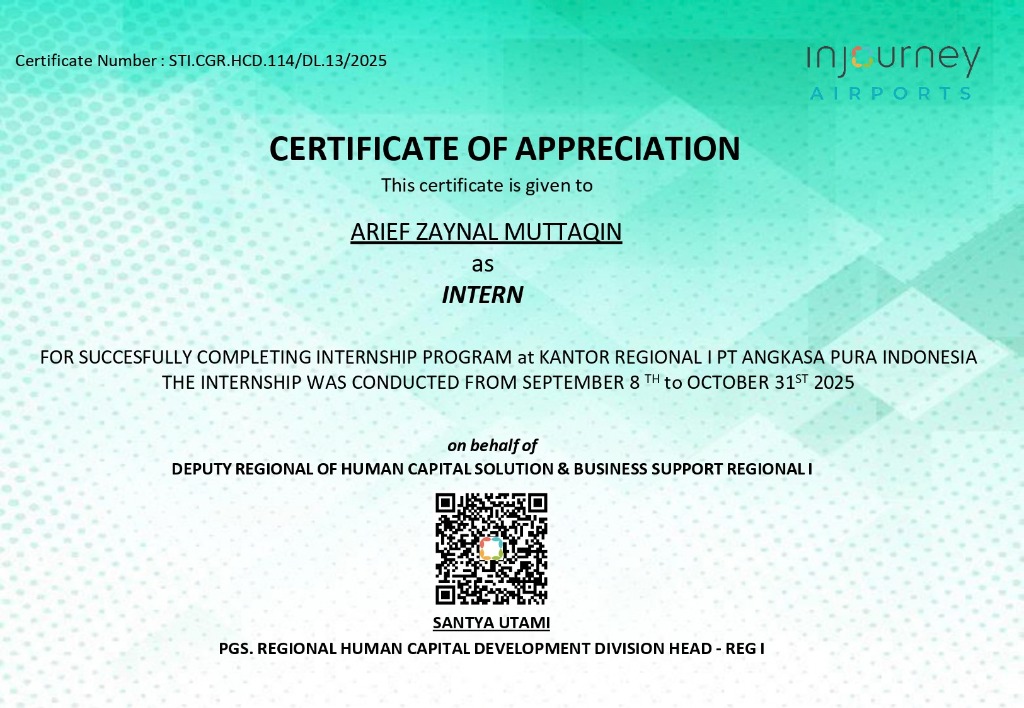 Certificate Number : STI.CGR.HCD.114/DL.13/2025
injourney
AIRPORTS
CERTIFICATE OF APPRECIATION
This certificate is given to
ARIEF ZAYNAL MUTTAQIN
as
INTERN
FOR SUCCESFULLY COMPLETING INTERNSHIP PROGRAM at KANTOR REGIONAL I PT ANGKASA PURA INDONESIA
THE INTERNSHIP WAS CONDUCTED FROM SEPTEMBER 8 TH to OCTOBER 31ST 2025
on behalf of
DEPUTY REGIONAL OF HUMAN CAPITAL SOLUTION & BUSINESS SUPPORT REGIONAL I
SANTYA UTAMI
PGS. REGIONAL HUMAN CAPITAL DEVELOPMENT DIVISION HEAD - REG I